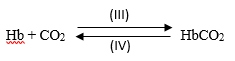 (III)
Hb + CO₂ HbCO₂
(IV)